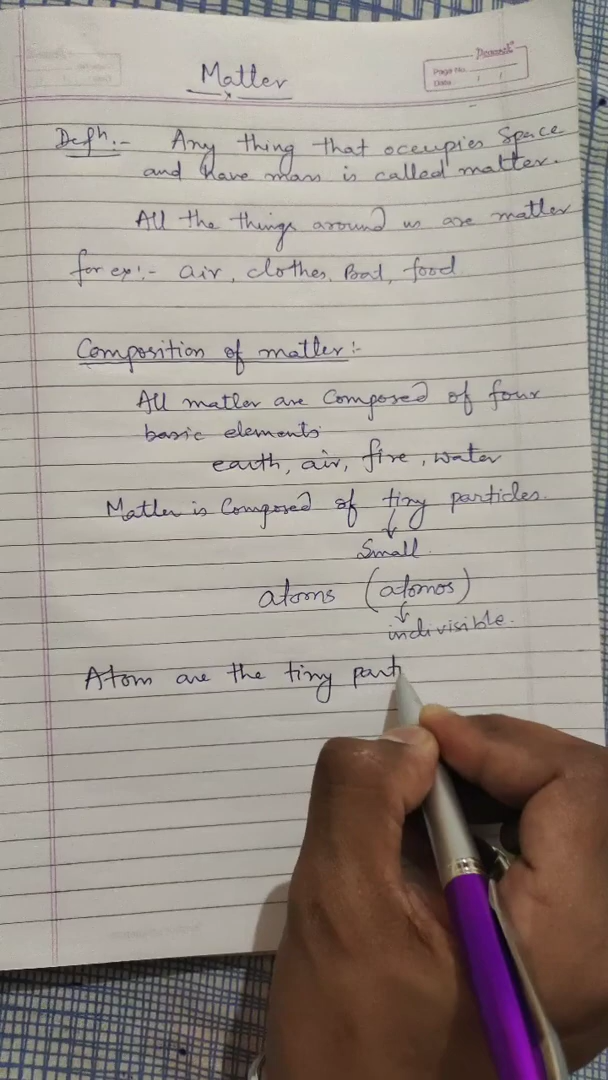 Matter
Peacock
Page No.
Date : / /
Defn:- Any thing that occupies Space
and have mass is called matter.
All the things around us are matter
for ex:- air, clothes, Boat, food
Composition of matter:-
All matter are Composed of four
basic elements
earth, air, fire, water
Matter is Composed of tiny particles.
Small.
atoms (atomos)
indivisible.
Atom are the tiny parti